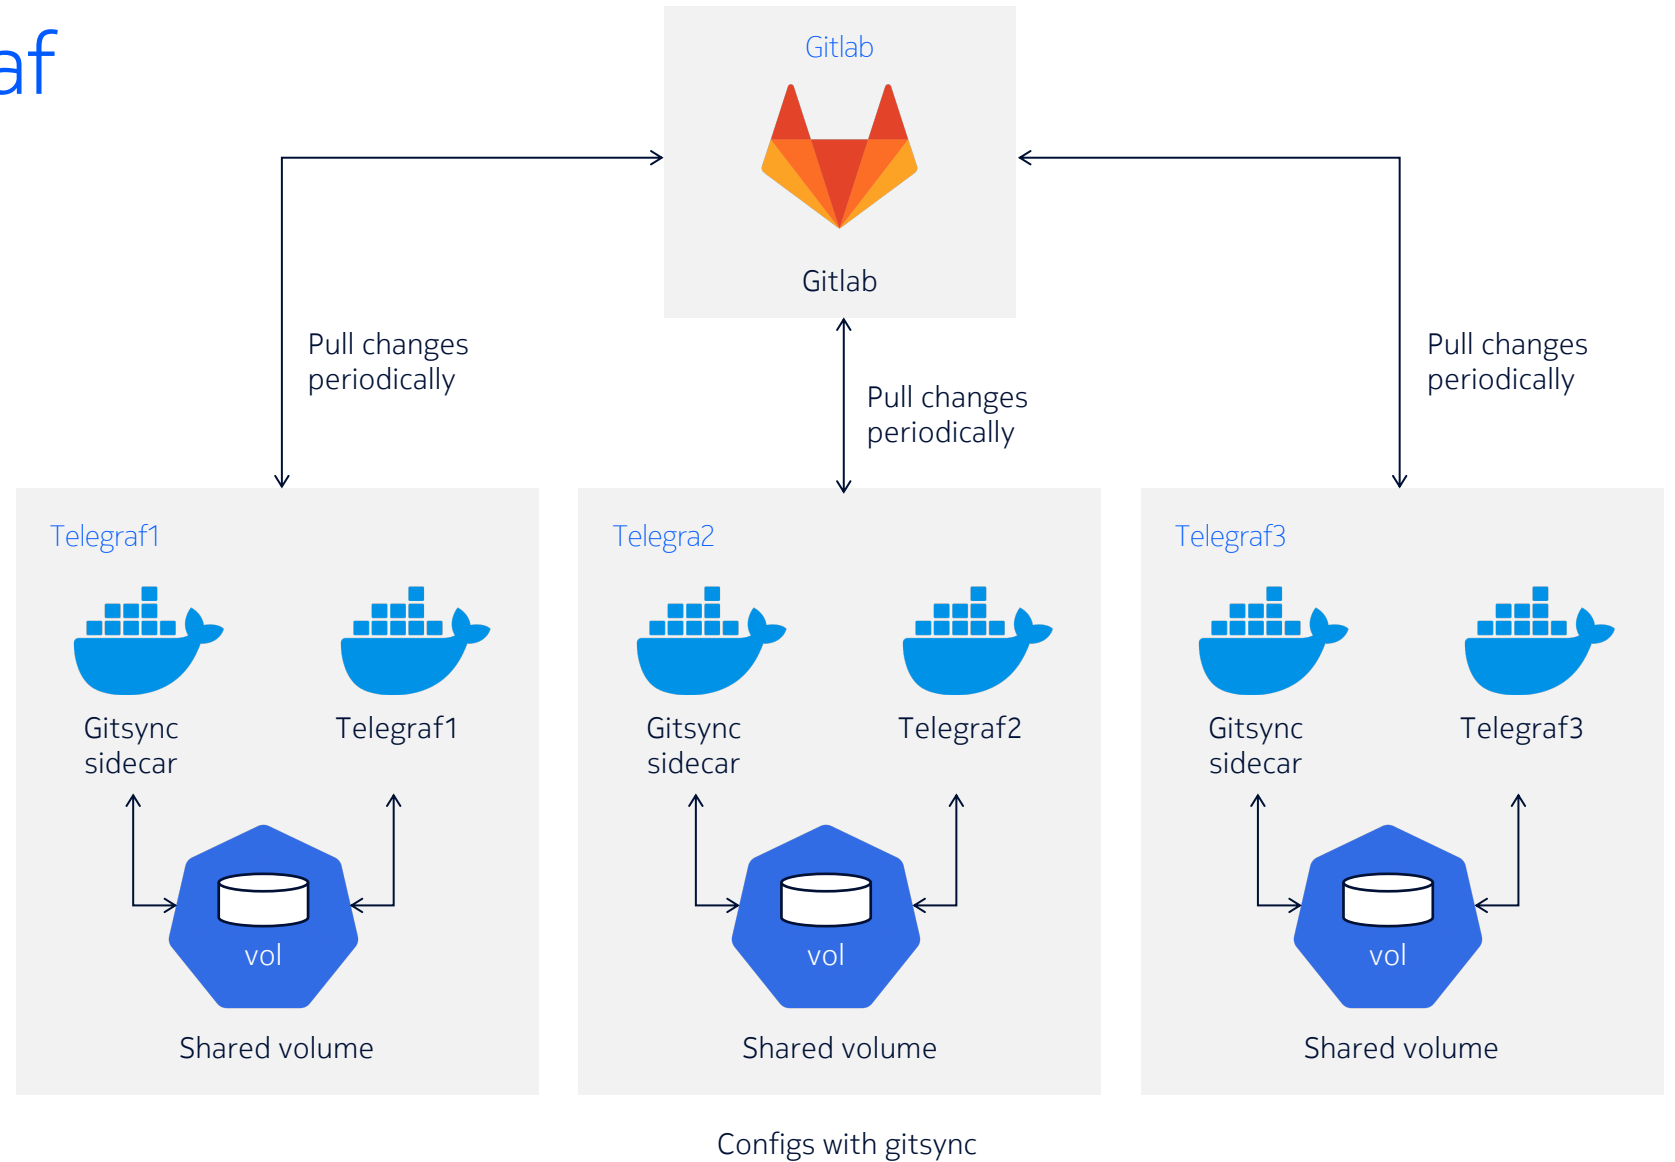 af
Gitlab
Gitlab
Pull changes
periodically
Pull changes
periodically
Pull changes
periodically
Telegraf1
Telegra2
Telegraf3
Gitsync
sidecar
Telegraf1
Gitsync
sidecar
Telegraf2
Gitsync
sidecar
Telegraf3
vol
vol
vol
Shared volume
Shared volume
Shared volume
Configs with gitsync